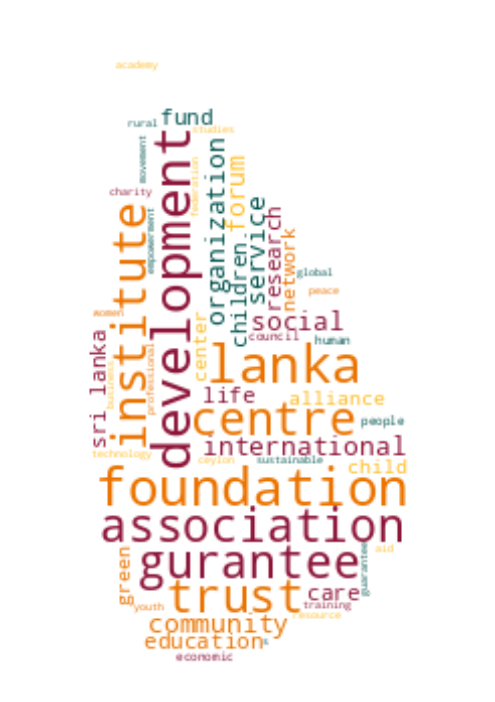 academy
fund
rural
studies
development
movement
organization
forum
federation
charity
institute
empowerment
children
service
research
network
global
peace
women
social
council
human
sri lanka
business
professional
center
lanka
life
alliance
centre
people
international
technology
ceylon
sustainable
child
foundation
association
gurantee
guarantee
aid
green
trust
care
youth
training
community
resource
education
economic